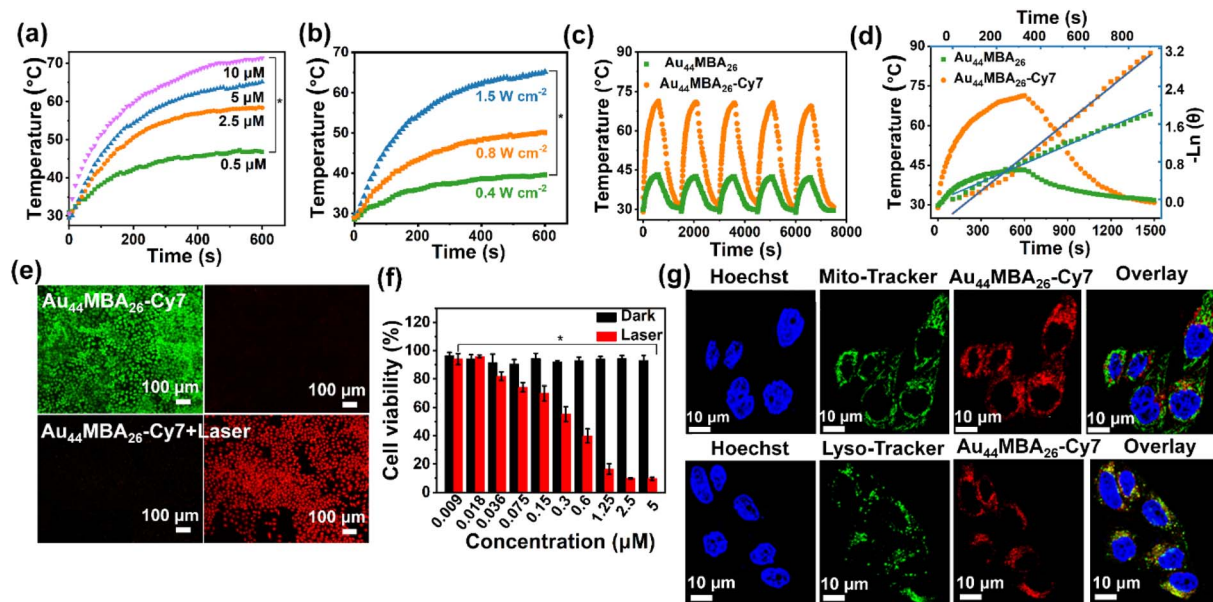 (a)
Temperature (°C)
70
60
50
40
30
10 μM
5 μM
2.5 μM
0.5 μM
*
0 200 400 600
Time (s)
(b)
Temperature (°C)
70
60
50
40
30
1.5 W cm-2
0.8 W cm-2
0.4 W cm-2
*
0 200 400 600
Time (s)
(c)
Temperature (°C)
90
75
60
45
30
Au44MBA26
Au44MBA26-Cy7
0 2000 4000 6000 8000
Time (s)
(d)
Time (s)
0 200 400 600 800
Temperature (°C)
90
75
60
45
30
Au44MBA26
Au44MBA26-Cy7
3.2
2.4
1.6
0.8
0.0
-Ln (θ)
0 300 600 900 1200 1500
Time (s)
(e)
Au44MBA26-Cy7
100 μm
100 μm
Au44MBA26-Cy7+Laser
100 μm
100 μm
(f)
Cell viability (%)
120
100
80
60
40
20
0
Dark
Laser
*
0.009 0.018 0.036 0.075 0.15 0.3 0.6 1.25 2.5 5
Concentration (μM)
(g)
Hoechst Mito-Tracker Au44MBA26-Cy7 Overlay
10 μm 10 μm 10 μm 10 μm
Hoechst Lyso-Tracker Au44MBA26-Cy7 Overlay
10 μm 10 μm 10 μm 10 μm